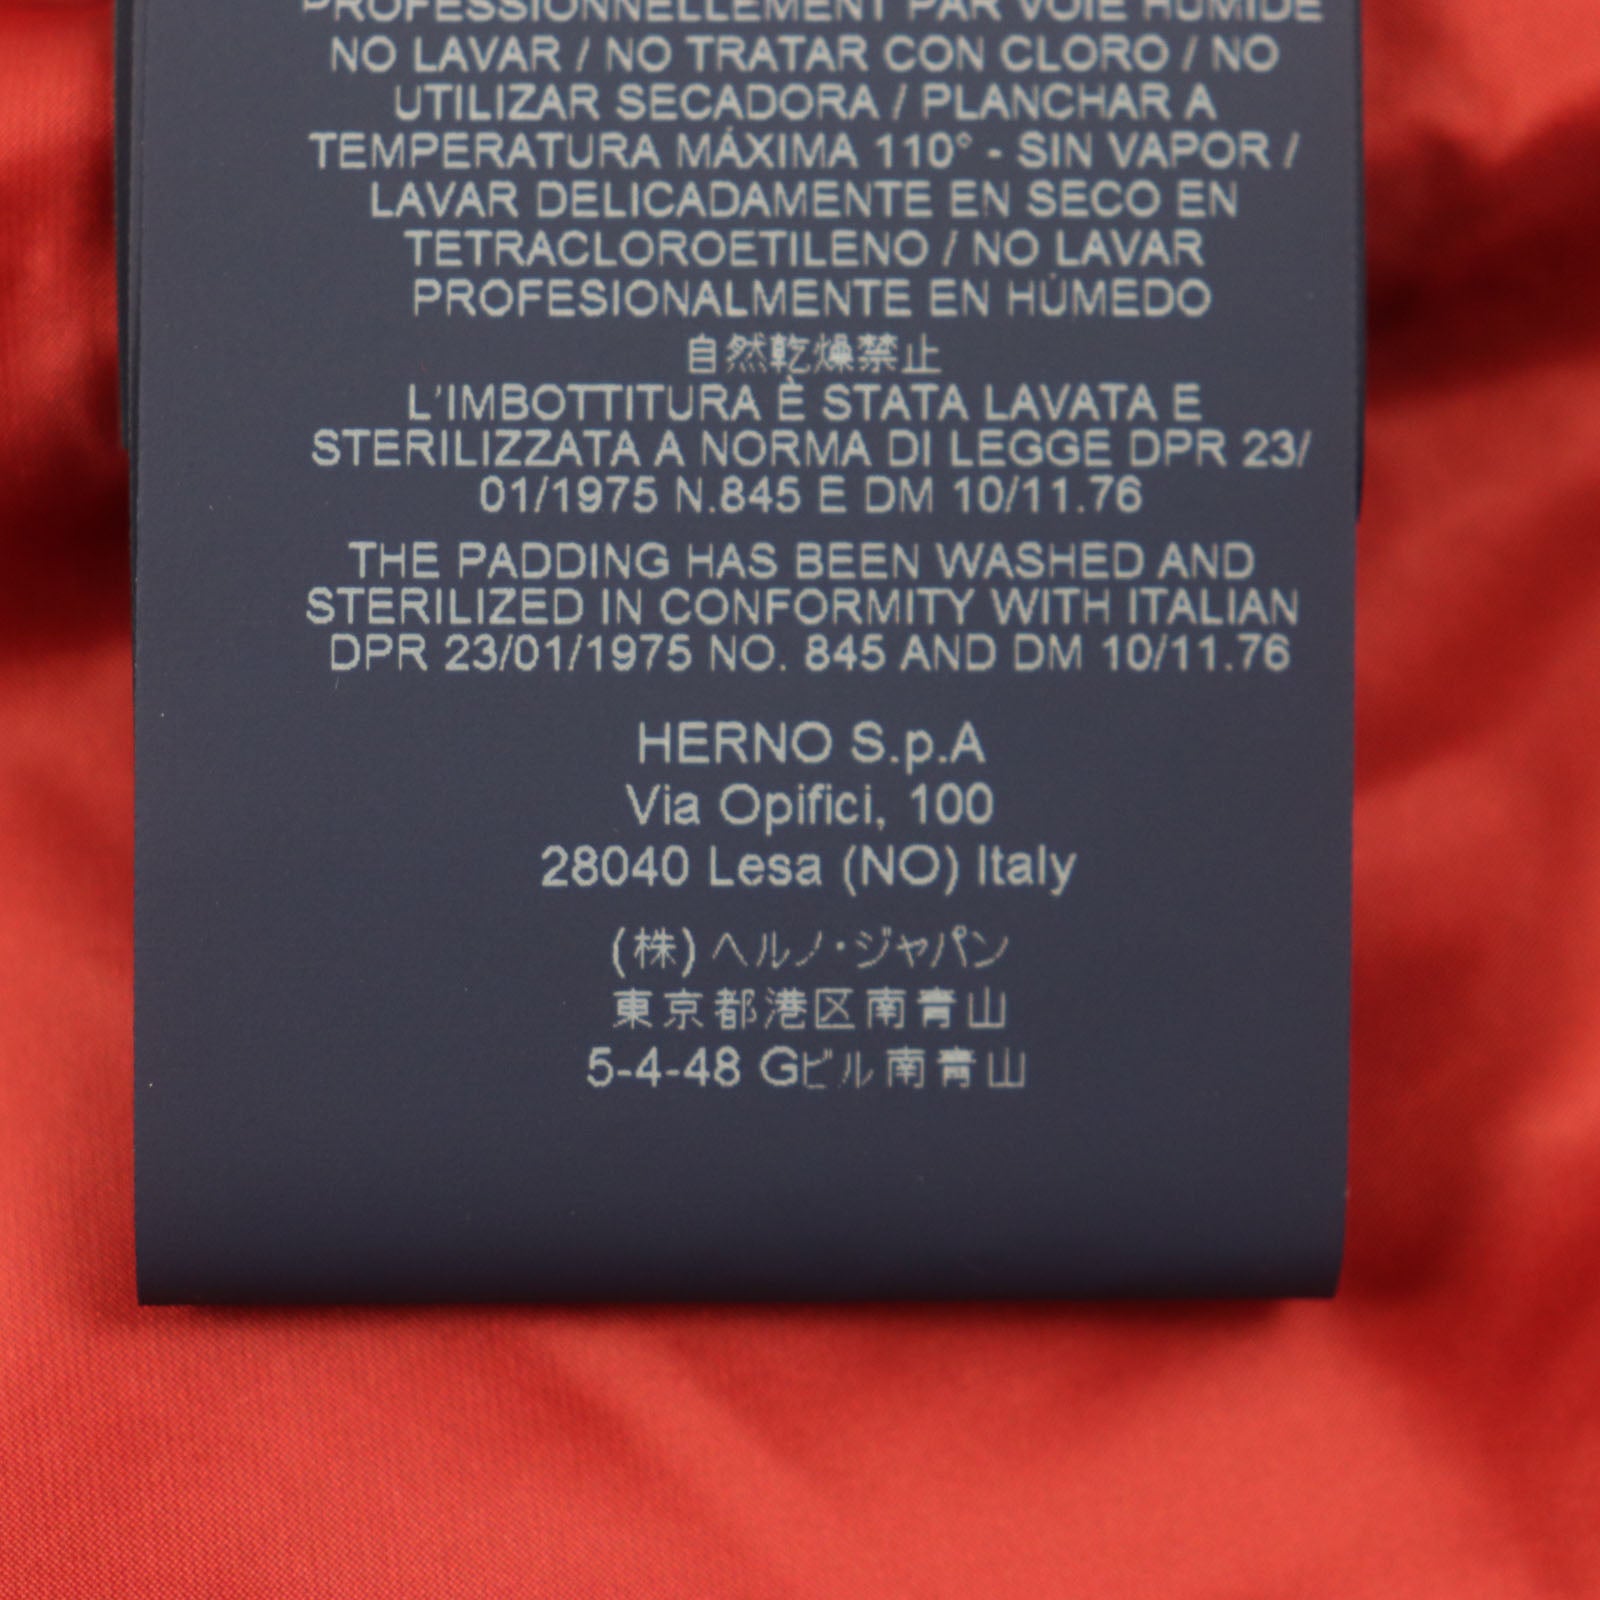 PROFESSIONNELLEMENT PAR VOIE HUMIDE
NO LAVAR / NO TRATAR CON CLORO / NO
UTILIZAR SECADORA / PLANCHAR A
TEMPERATURA MÁXIMA 110° - SIN VAPOR /
LAVAR DELICADAMENTE EN SECO EN
TETRACLOROETILENO / NO LAVAR
PROFESIONALMENTE EN HÚMEDO
自然乾燥禁止
L'IMBOTTITURA È STATA LAVATA E
STERILIZZATA A NORMA DI LEGGE DPR 23/
01/1975 N.845 E DM 10/11.76
THE PADDING HAS BEEN WASHED AND
STERILIZED IN CONFORMITY WITH ITALIAN
DPR 23/01/1975 NO. 845 AND DM 10/11.76
HERNO S.p.A
Via Opifici, 100
28040 Lesa (NO) Italy
(株) ヘルノ・ジャパン
東京都港区南青山
5-4-48 Gビル南青山